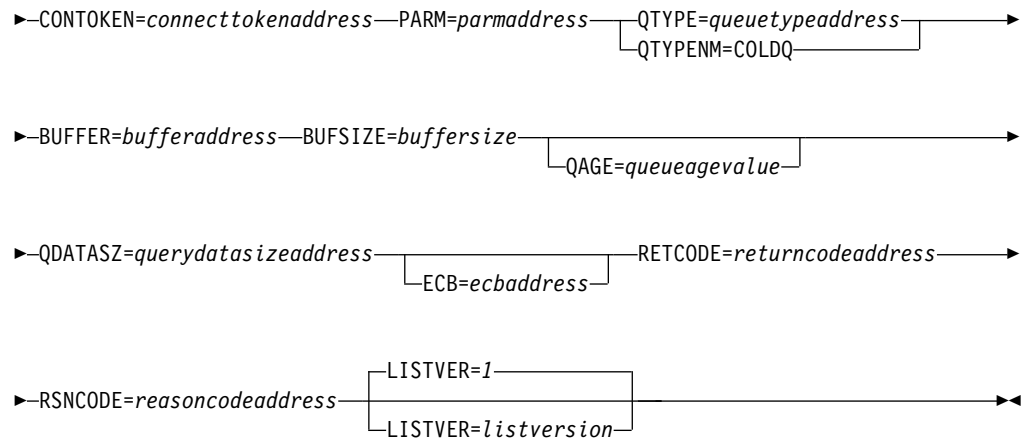 CONTOKEN=connecttokenaddress PARM=parmaddress QTYPE=queuetypeaddress
QTYPENM=COLDQ
BUFFER=bufferaddress BUFSIZE=buffersize
QAGE=queueagevalue
QDATASZ=querydatasizeaddress RETCODE=returncodeaddress
ECB=ecbaddress
LISTVER=1
RSNCODE=reasoncodeaddress
LISTVER=listversion